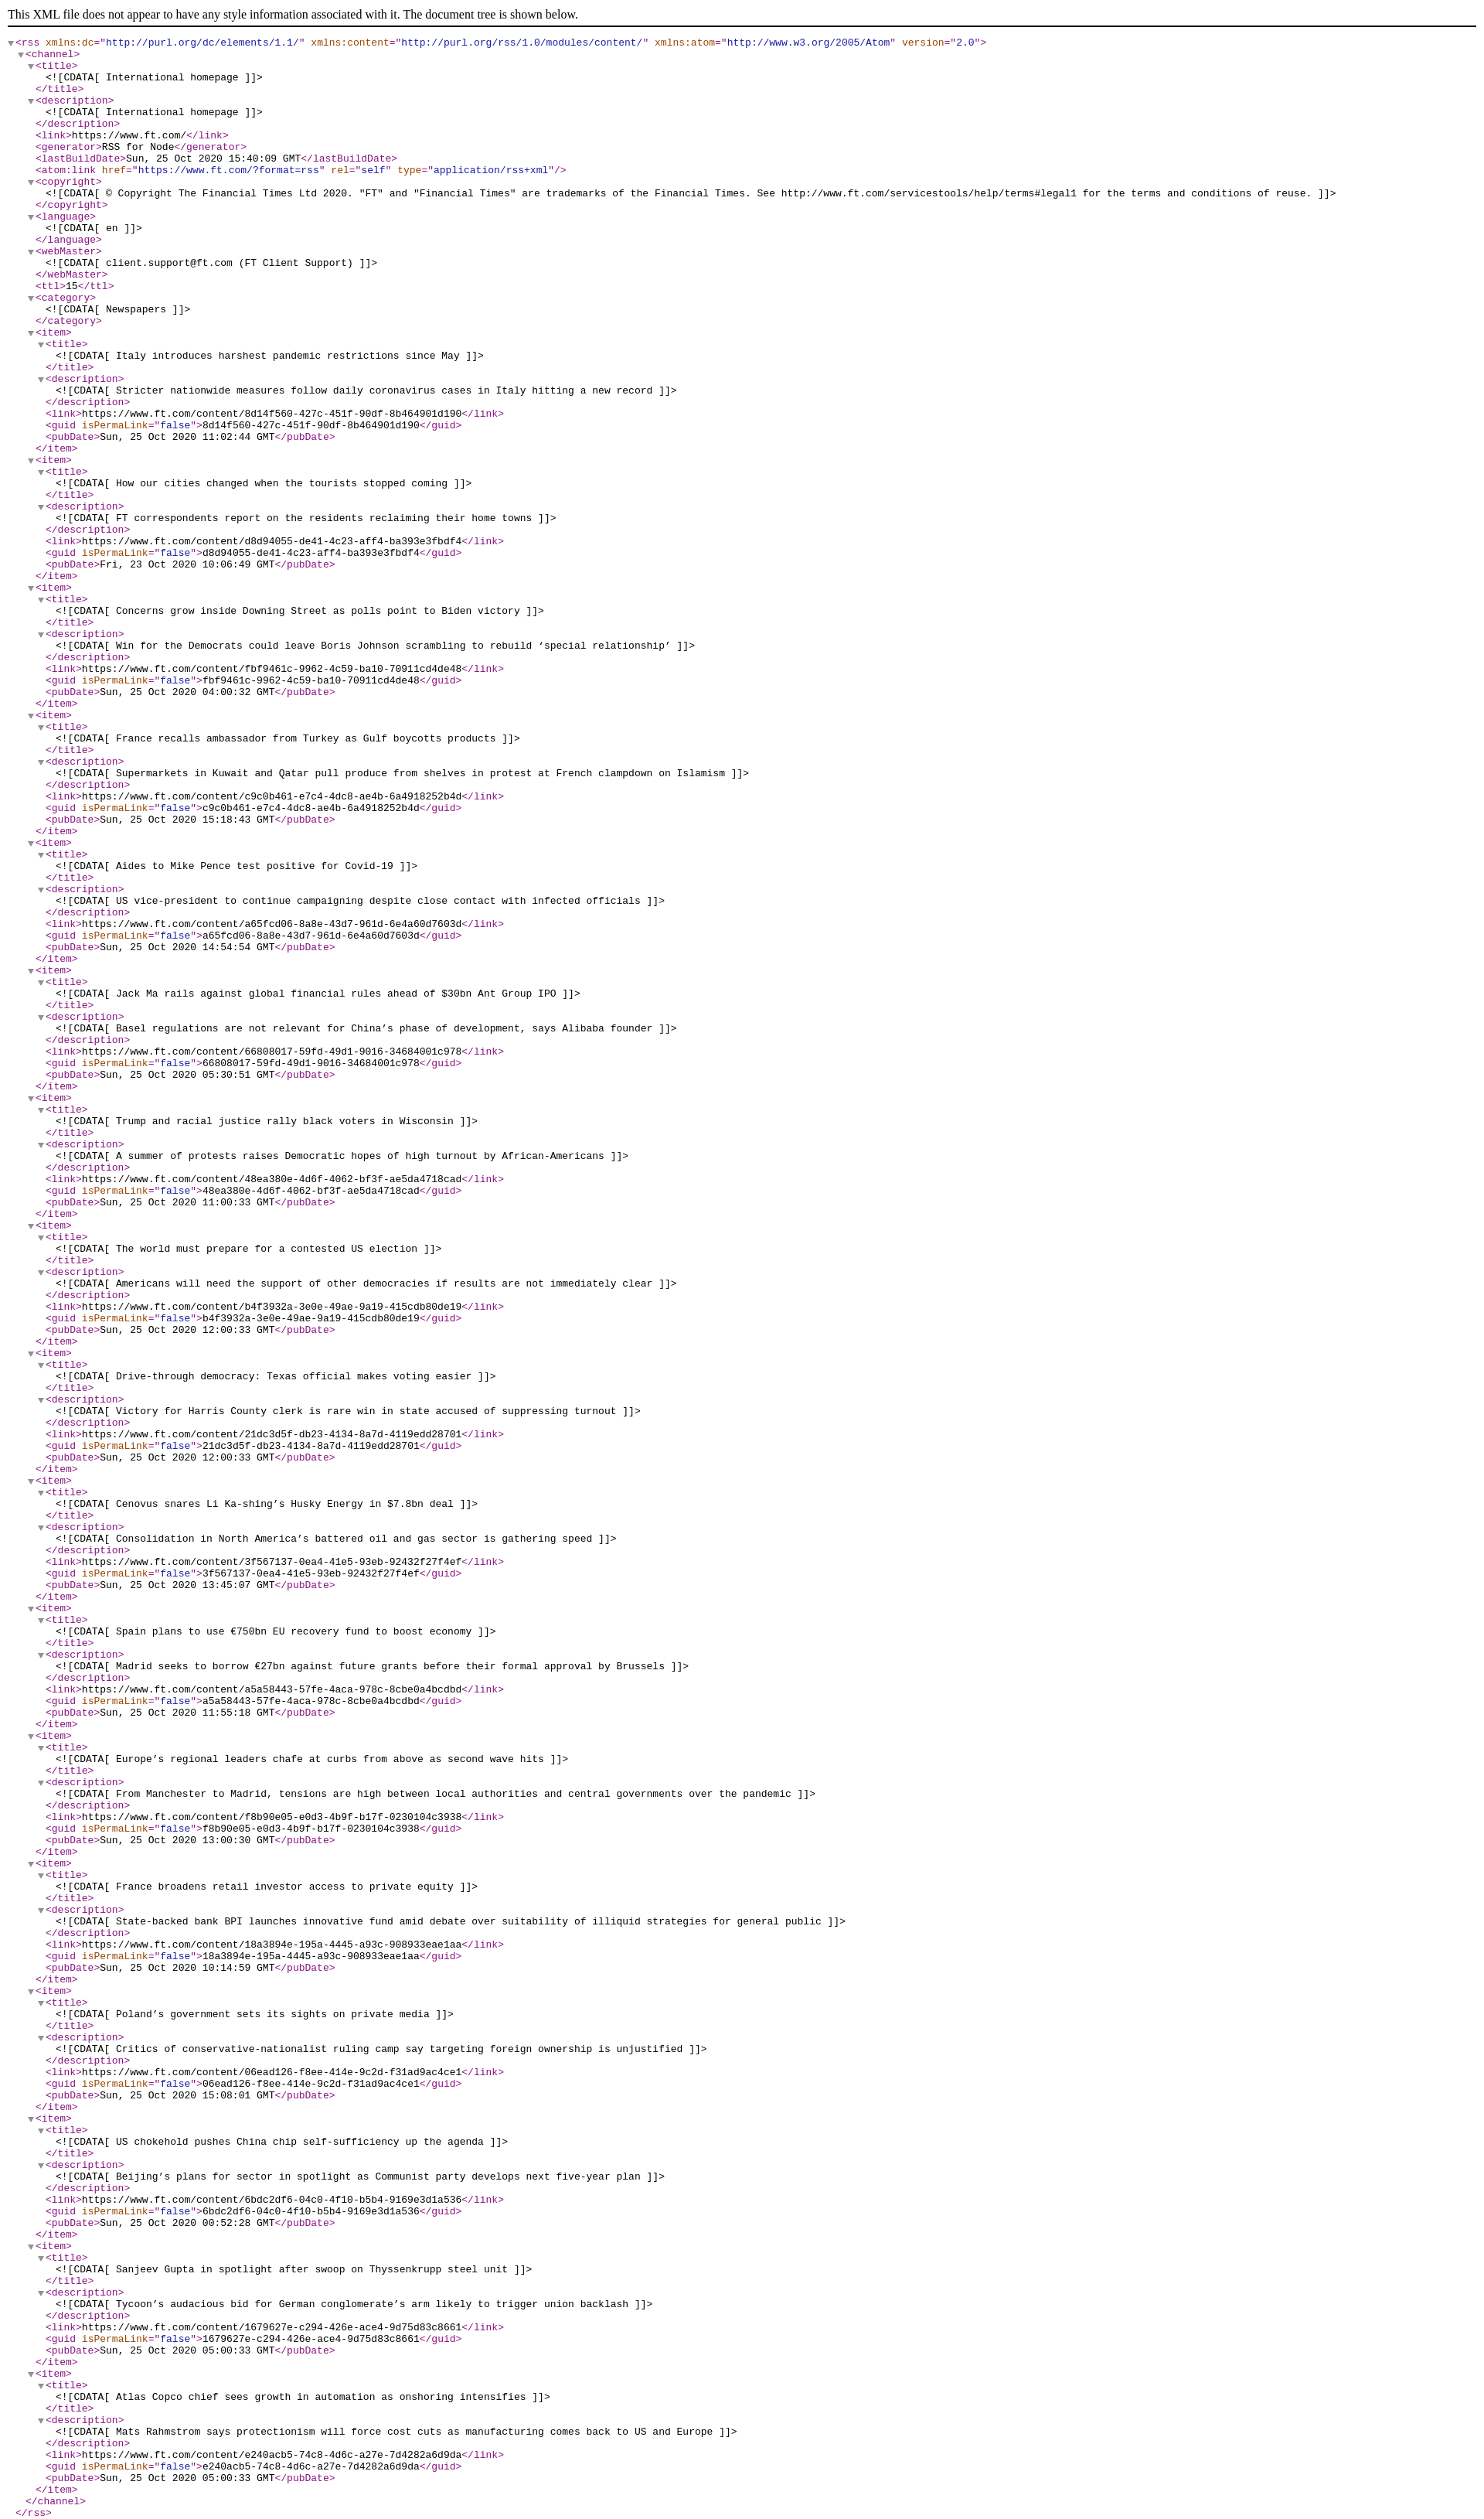 This XML file does not appear to have any style information associated with it. The document tree is shown below.
<rss xmlns:dc="http://purl.org/dc/elements/1.1/" xmlns:content="http://purl.org/rss/1.0/modules/content/" xmlns:atom="http://www.w3.org/2005/Atom" version="2.0">
<channel>
<title>
<![CDATA[ International homepage ]]>
</title>
<description>
<![CDATA[ International homepage ]]>
</description>
<link>https://www.ft.com/</link>
<generator>RSS for Node</generator>
<lastBuildDate>Sun, 25 Oct 2020 15:40:09 GMT</lastBuildDate>
<atom:link href="https://www.ft.com/?format=rss" rel="self" type="application/rss+xml"/>
<copyright>
<![CDATA[ © Copyright The Financial Times Ltd 2020. "FT" and "Financial Times" are trademarks of the Financial Times. See http://www.ft.com/servicestools/help/terms#legal1 for the terms and conditions of reuse. ]]>
</copyright>
<language>
<![CDATA[ en ]]>
</language>
<webMaster>
<![CDATA[ client.support@ft.com (FT Client Support) ]]>
</webMaster>
<ttl>15</ttl>
<category>
<![CDATA[ Newspapers ]]>
</category>
<item>
<title>
<![CDATA[ Italy introduces harshest pandemic restrictions since May ]]>
</title>
<description>
<![CDATA[ Stricter nationwide measures follow daily coronavirus cases in Italy hitting a new record ]]>
</description>
<link>https://www.ft.com/content/8d14f560-427c-451f-90df-8b464901d190</link>
<guid isPermaLink="false">8d14f560-427c-451f-90df-8b464901d190</guid>
<pubDate>Sun, 25 Oct 2020 11:02:44 GMT</pubDate>
</item>
<item>
<title>
<![CDATA[ How our cities changed when the tourists stopped coming ]]>
</title>
<description>
<![CDATA[ FT correspondents report on the residents reclaiming their home towns ]]>
</description>
<link>https://www.ft.com/content/d8d94055-de41-4c23-aff4-ba393e3fbdf4</link>
<guid isPermaLink="false">d8d94055-de41-4c23-aff4-ba393e3fbdf4</guid>
<pubDate>Fri, 23 Oct 2020 10:06:49 GMT</pubDate>
</item>
<item>
<title>
<![CDATA[ Concerns grow inside Downing Street as polls point to Biden victory ]]>
</title>
<description>
<![CDATA[ Win for the Democrats could leave Boris Johnson scrambling to rebuild ‘special relationship’ ]]>
</description>
<link>https://www.ft.com/content/fbf9461c-9962-4c59-ba10-70911cd4de48</link>
<guid isPermaLink="false">fbf9461c-9962-4c59-ba10-70911cd4de48</guid>
<pubDate>Sun, 25 Oct 2020 04:00:32 GMT</pubDate>
</item>
<item>
<title>
<![CDATA[ France recalls ambassador from Turkey as Gulf boycotts products ]]>
</title>
<description>
<![CDATA[ Supermarkets in Kuwait and Qatar pull produce from shelves in protest at French clampdown on Islamism ]]>
</description>
<link>https://www.ft.com/content/c9c0b461-e7c4-4dc8-ae4b-6a4918252b4d</link>
<guid isPermaLink="false">c9c0b461-e7c4-4dc8-ae4b-6a4918252b4d</guid>
<pubDate>Sun, 25 Oct 2020 15:18:43 GMT</pubDate>
</item>
<item>
<title>
<![CDATA[ Aides to Mike Pence test positive for Covid-19 ]]>
</title>
<description>
<![CDATA[ US vice-president to continue campaigning despite close contact with infected officials ]]>
</description>
<link>https://www.ft.com/content/a65fcd06-8a8e-43d7-961d-6e4a60d7603d</link>
<guid isPermaLink="false">a65fcd06-8a8e-43d7-961d-6e4a60d7603d</guid>
<pubDate>Sun, 25 Oct 2020 14:54:54 GMT</pubDate>
</item>
<item>
<title>
<![CDATA[ Jack Ma rails against global financial rules ahead of $30bn Ant Group IPO ]]>
</title>
<description>
<![CDATA[ Basel regulations are not relevant for China’s phase of development, says Alibaba founder ]]>
</description>
<link>https://www.ft.com/content/66808017-59fd-49d1-9016-34684001c978</link>
<guid isPermaLink="false">66808017-59fd-49d1-9016-34684001c978</guid>
<pubDate>Sun, 25 Oct 2020 05:30:51 GMT</pubDate>
</item>
<item>
<title>
<![CDATA[ Trump and racial justice rally black voters in Wisconsin ]]>
</title>
<description>
<![CDATA[ A summer of protests raises Democratic hopes of high turnout by African-Americans ]]>
</description>
<link>https://www.ft.com/content/48ea380e-4d6f-4062-bf3f-ae5da4718cad</link>
<guid isPermaLink="false">48ea380e-4d6f-4062-bf3f-ae5da4718cad</guid>
<pubDate>Sun, 25 Oct 2020 11:00:33 GMT</pubDate>
</item>
<item>
<title>
<![CDATA[ The world must prepare for a contested US election ]]>
</title>
<description>
<![CDATA[ Americans will need the support of other democracies if results are not immediately clear ]]>
</description>
<link>https://www.ft.com/content/b4f3932a-3e0e-49ae-9a19-415cdb80de19</link>
<guid isPermaLink="false">b4f3932a-3e0e-49ae-9a19-415cdb80de19</guid>
<pubDate>Sun, 25 Oct 2020 12:00:33 GMT</pubDate>
</item>
<item>
<title>
<![CDATA[ Drive-through democracy: Texas official makes voting easier ]]>
</title>
<description>
<![CDATA[ Victory for Harris County clerk is rare win in state accused of suppressing turnout ]]>
</description>
<link>https://www.ft.com/content/21dc3d5f-db23-4134-8a7d-4119edd28701</link>
<guid isPermaLink="false">21dc3d5f-db23-4134-8a7d-4119edd28701</guid>
<pubDate>Sun, 25 Oct 2020 12:00:33 GMT</pubDate>
</item>
<item>
<title>
<![CDATA[ Cenovus snares Li Ka-shing’s Husky Energy in $7.8bn deal ]]>
</title>
<description>
<![CDATA[ Consolidation in North America’s battered oil and gas sector is gathering speed ]]>
</description>
<link>https://www.ft.com/content/3f567137-0ea4-41e5-93eb-92432f27f4ef</link>
<guid isPermaLink="false">3f567137-0ea4-41e5-93eb-92432f27f4ef</guid>
<pubDate>Sun, 25 Oct 2020 13:45:07 GMT</pubDate>
</item>
<item>
<title>
<![CDATA[ Spain plans to use €750bn EU recovery fund to boost economy ]]>
</title>
<description>
<![CDATA[ Madrid seeks to borrow €27bn against future grants before their formal approval by Brussels ]]>
</description>
<link>https://www.ft.com/content/a5a58443-57fe-4aca-978c-8cbe0a4bcdbd</link>
<guid isPermaLink="false">a5a58443-57fe-4aca-978c-8cbe0a4bcdbd</guid>
<pubDate>Sun, 25 Oct 2020 11:55:18 GMT</pubDate>
</item>
<item>
<title>
<![CDATA[ Europe’s regional leaders chafe at curbs from above as second wave hits ]]>
</title>
<description>
<![CDATA[ From Manchester to Madrid, tensions are high between local authorities and central governments over the pandemic ]]>
</description>
<link>https://www.ft.com/content/f8b90e05-e0d3-4b9f-b17f-0230104c3938</link>
<guid isPermaLink="false">f8b90e05-e0d3-4b9f-b17f-0230104c3938</guid>
<pubDate>Sun, 25 Oct 2020 13:00:30 GMT</pubDate>
</item>
<item>
<title>
<![CDATA[ France broadens retail investor access to private equity ]]>
</title>
<description>
<![CDATA[ State-backed bank BPI launches innovative fund amid debate over suitability of illiquid strategies for general public ]]>
</description>
<link>https://www.ft.com/content/18a3894e-195a-4445-a93c-908933eae1aa</link>
<guid isPermaLink="false">18a3894e-195a-4445-a93c-908933eae1aa</guid>
<pubDate>Sun, 25 Oct 2020 10:14:59 GMT</pubDate>
</item>
<item>
<title>
<![CDATA[ Poland’s government sets its sights on private media ]]>
</title>
<description>
<![CDATA[ Critics of conservative-nationalist ruling camp say targeting foreign ownership is unjustified ]]>
</description>
<link>https://www.ft.com/content/06ead126-f8ee-414e-9c2d-f31ad9ac4ce1</link>
<guid isPermaLink="false">06ead126-f8ee-414e-9c2d-f31ad9ac4ce1</guid>
<pubDate>Sun, 25 Oct 2020 15:08:01 GMT</pubDate>
</item>
<item>
<title>
<![CDATA[ US chokehold pushes China chip self-sufficiency up the agenda ]]>
</title>
<description>
<![CDATA[ Beijing’s plans for sector in spotlight as Communist party develops next five-year plan ]]>
</description>
<link>https://www.ft.com/content/6bdc2df6-04c0-4f10-b5b4-9169e3d1a536</link>
<guid isPermaLink="false">6bdc2df6-04c0-4f10-b5b4-9169e3d1a536</guid>
<pubDate>Sun, 25 Oct 2020 00:52:28 GMT</pubDate>
</item>
<item>
<title>
<![CDATA[ Sanjeev Gupta in spotlight after swoop on Thyssenkrupp steel unit ]]>
</title>
<description>
<![CDATA[ Tycoon’s audacious bid for German conglomerate’s arm likely to trigger union backlash ]]>
</description>
<link>https://www.ft.com/content/1679627e-c294-426e-ace4-9d75d83c8661</link>
<guid isPermaLink="false">1679627e-c294-426e-ace4-9d75d83c8661</guid>
<pubDate>Sun, 25 Oct 2020 05:00:33 GMT</pubDate>
</item>
<item>
<title>
<![CDATA[ Atlas Copco chief sees growth in automation as onshoring intensifies ]]>
</title>
<description>
<![CDATA[ Mats Rahmstrom says protectionism will force cost cuts as manufacturing comes back to US and Europe ]]>
</description>
<link>https://www.ft.com/content/e240acb5-74c8-4d6c-a27e-7d4282a6d9da</link>
<guid isPermaLink="false">e240acb5-74c8-4d6c-a27e-7d4282a6d9da</guid>
<pubDate>Sun, 25 Oct 2020 05:00:33 GMT</pubDate>
</item>
</channel>
</rss>